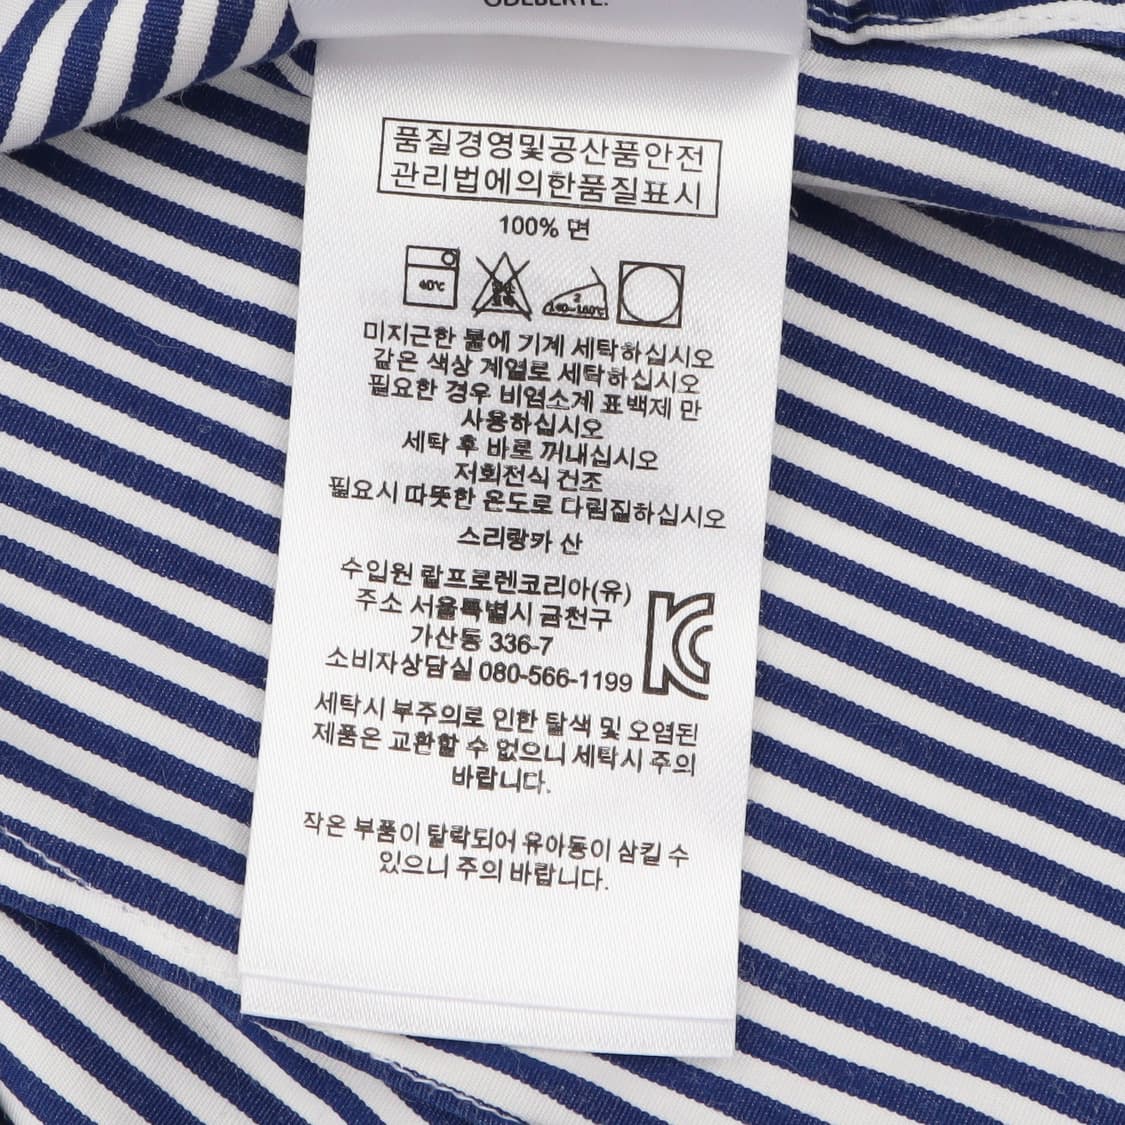 품질경영및공산품안전
관리법에의한품질표시
100% 면
40℃
염소
표백
2
140~160℃
미지근한 물에 기계 세탁하십시오
같은 색상 계열로 세탁하십시오
필요한 경우 비염소계 표백제 만
사용하십시오
세탁 후 바로 꺼내십시오
저회전식 건조
필요시 따뜻한 온도로 다림질하십시오
스리랑카 산
수입원 랄프로렌코리아(유)
주소 서울특별시 금천구
가산동 336-7
소비자상담실 080-566-1199
세탁시 부주의로 인한 탈색 및 오염된
제품은 교환할 수 없으니 세탁시 주의
바랍니다.
작은 부품이 탈락되어 유아동이 삼킬 수
있으니 주의 바랍니다.